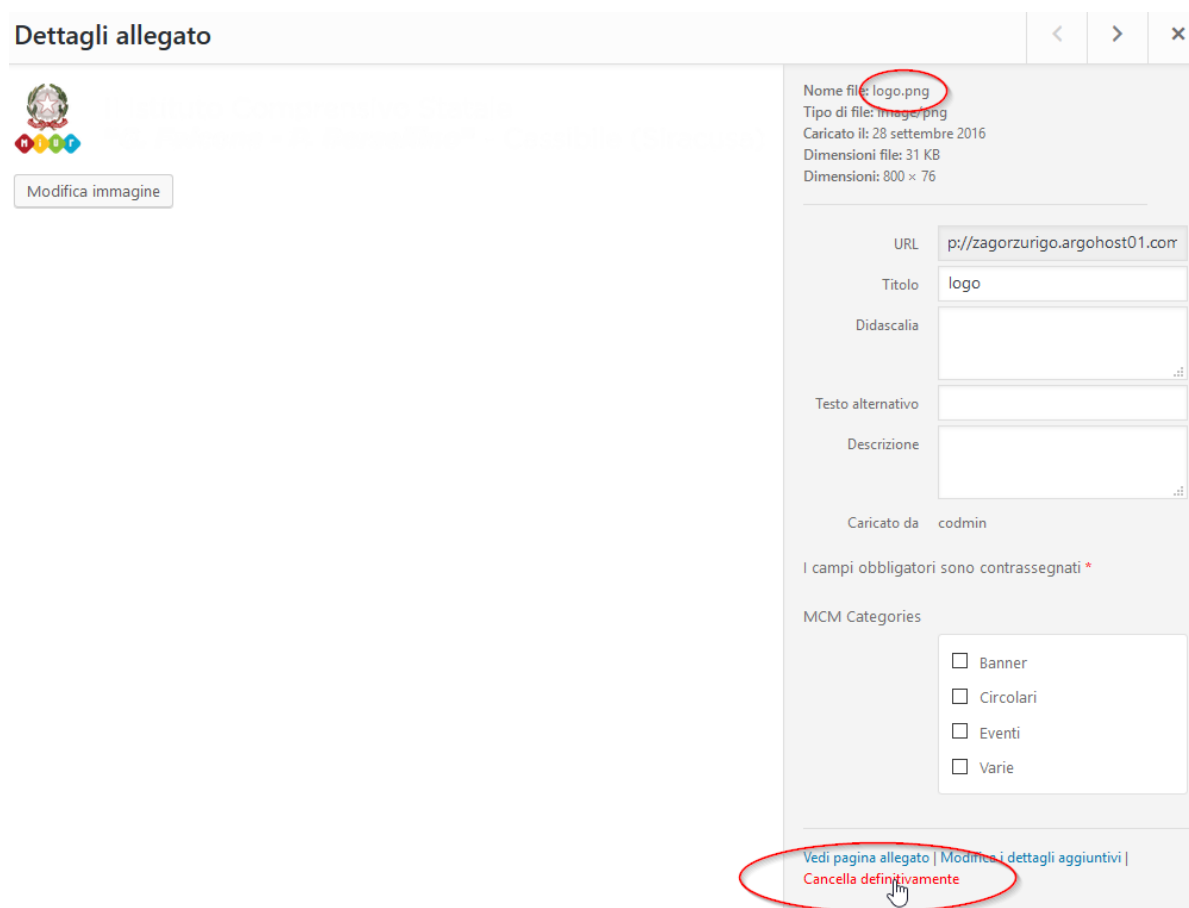 Dettagli allegato
MIUR
Modifica immagine
Nome file: logo.png
Tipo di file: image/png
Caricato il: 28 settembre 2016
Dimensioni file: 31 KB
Dimensioni: 800 × 76
URL p://zagorzurigo.argohost01.com
Titolo logo
Didascalia
Testo alternativo
Descrizione
Caricato da codmin
I campi obbligatori sono contrassegnati *
MCM Categories
Banner
Circolari
Eventi
Varie
Vedi pagina allegato | Modifica i dettagli aggiuntivi |
Cancella definitivamente